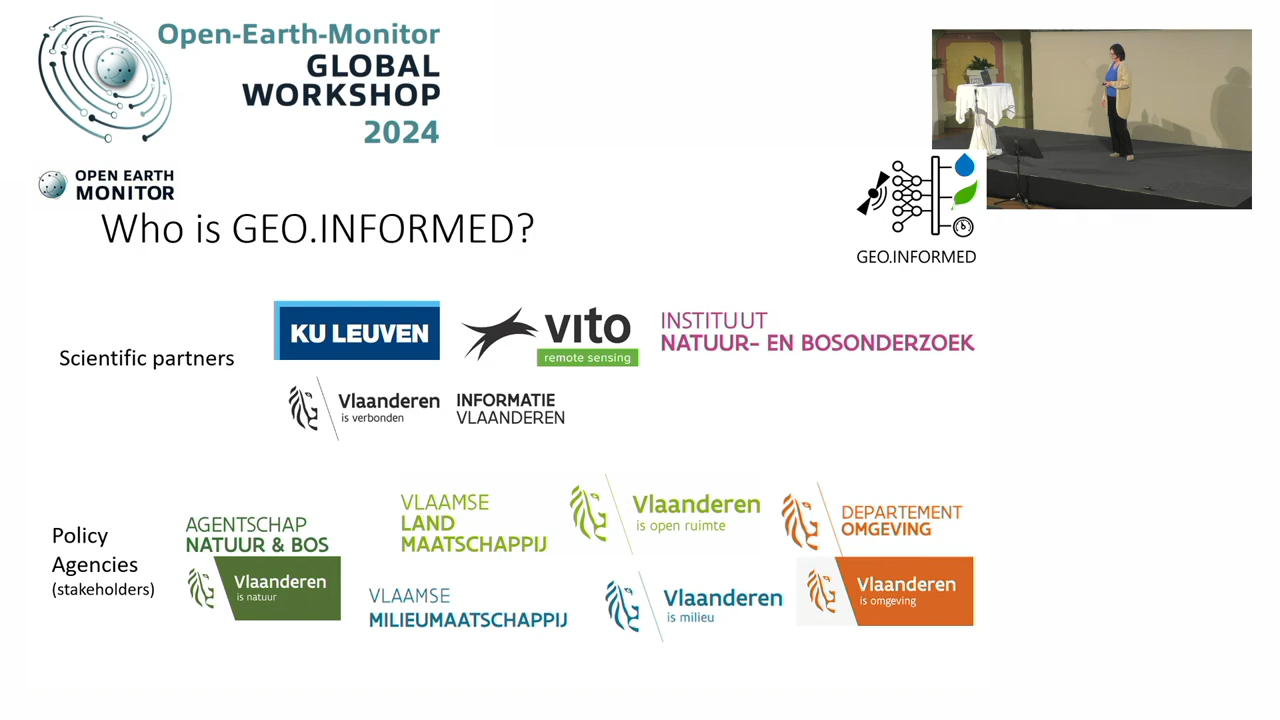 Open-Earth-Monitor
GLOBAL
WORKSHOP
2024
OPEN EARTH
MONITOR
Who is GEO.INFORMED?
GEO.INFORMED
Scientific partners
KU LEUVEN
vito
remote sensing
INSTITUUT
NATUUR- EN BOSONDERZOEK
Vlaanderen
is verbonden
INFORMATIE
VLAANDEREN
Policy
Agencies
(stakeholders)
AGENTSCHAP
NATUUR & BOS
Vlaanderen
is natuur
VLAAMSE
LAND
MAATSCHAPPIJ
Vlaanderen
is open ruimte
DEPARTEMENT
OMGEVING
VLAAMSE
MILIEUMAATSCHAPPIJ
Vlaanderen
is milieu
Vlaanderen
is omgeving